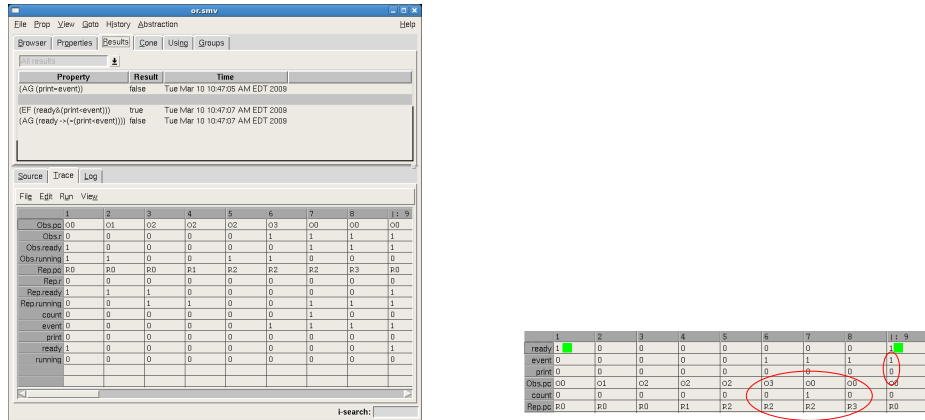 or.smv
File Prop View Goto History Abstraction Help
Browser Properties Results Cone Using Groups
All results
Property Result Time
(AG (print=event)) false Tue Mar 10 10:47:05 AM EDT 2009
(EF (ready&(print<event))) true Tue Mar 10 10:47:07 AM EDT 2009
(AG (ready ->(~(print<event)))) false Tue Mar 10 10:47:07 AM EDT 2009
Source Trace Log
File Edit Run View
1 2 3 4 5 6 7 8 |: 9
Obs.pc O0 O1 O2 O2 O2 O3 O0 O0 O0
Obs.r 0 0 0 0 0 1 1 1 1
Obs.ready 1 0 0 0 0 0 1 1 1
Obs.running 1 1 0 0 1 1 0 0 0
Rep.pc R0 R0 R0 R1 R2 R2 R2 R3 R0
Rep.r 0 0 0 0 0 0 0 0 0
Rep.ready 1 1 1 0 0 0 0 0 1
Rep.running 0 0 1 1 0 0 1 1 1
count 0 0 0 0 0 0 1 0 0
event 0 0 0 0 0 1 1 1 1
print 0 0 0 0 0 0 0 0 0
ready 1 0 0 0 0 0 0 0 1
running 0 0 0 0 0 0 0 0 0
i-search:
1 2 3 4 5 6 7 8 |: 9
ready 1 0 0 0 0 0 0 0 1
event 0 0 0 0 0 1 1 1 1
print 0 0 0 0 0 0 0 0 0
Obs.pc O0 O1 O2 O2 O2 O3 O0 O0 O0
count 0 0 0 0 0 0 1 0 0
Rep.pc R0 R0 R0 R1 R2 R2 R2 R3 R0